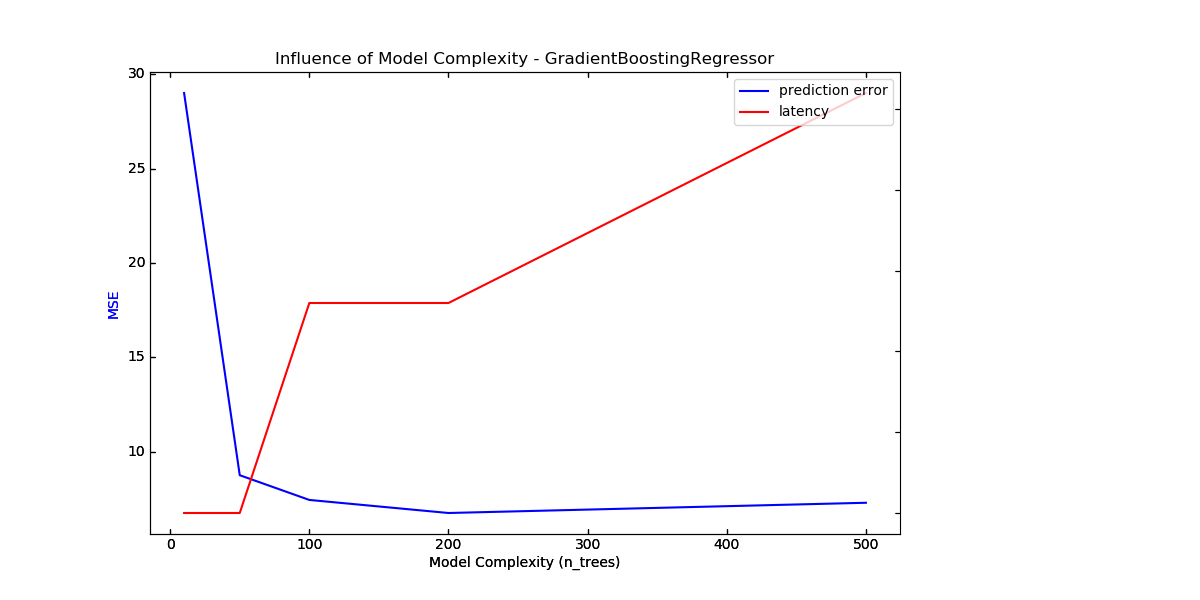 Influence of Model Complexity - GradientBoostingRegressor
prediction error
latency
30
25
20
15
10
MSE
0 100 200 300 400 500
Model Complexity (n_trees)